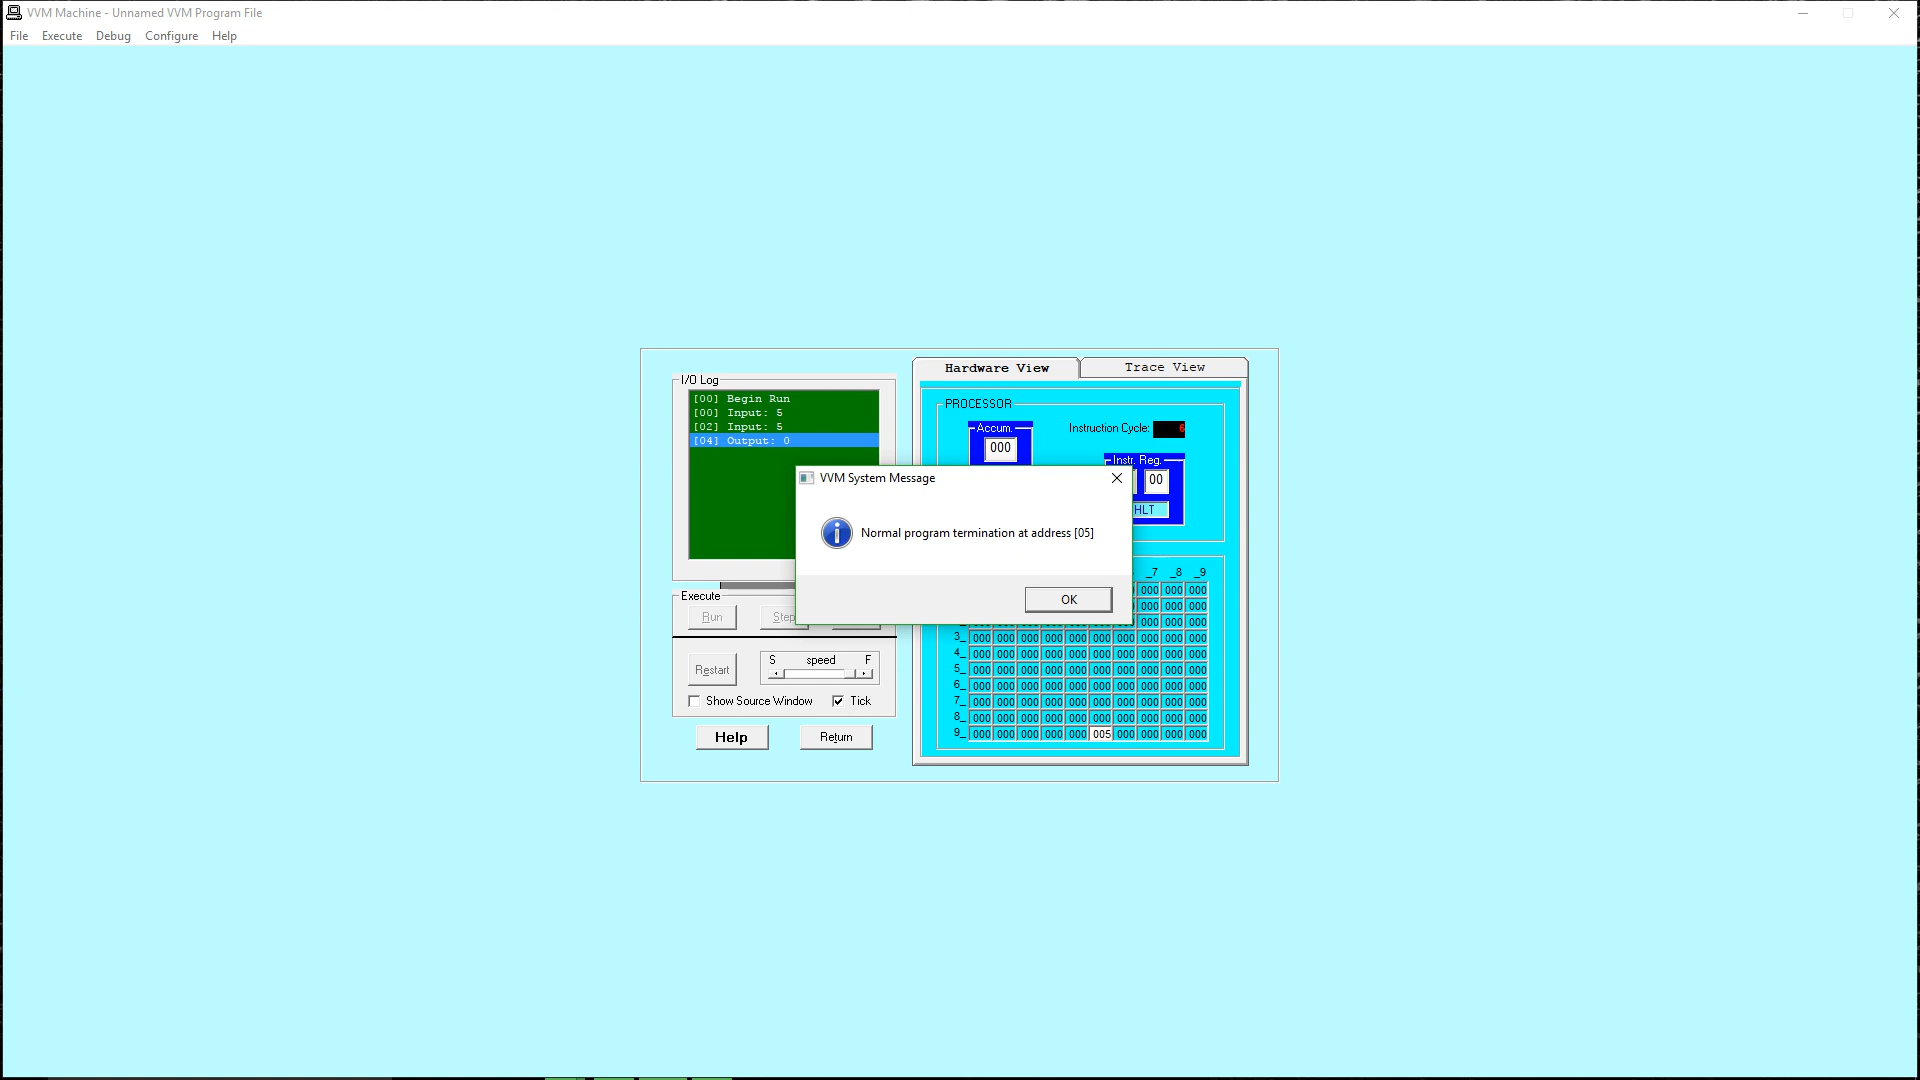 VVM Machine - Unnamed VVM Program File
File Execute Debug Configure Help
Hardware View
Trace View
I/O Log
[00] Begin Run
[00] Input: 5
[02] Input: 5
[04] Output: 0
PROCESSOR
Accum.
000
Instruction Cycle: 6
Instr. Reg.
00
HLT
VVM System Message
Normal program termination at address [05]
OK
Execute
Run
Step
Restart
S speed F
Show Source Window
Tick
Help
Return
_7 _8 _9
000 000 000
000 000 000
000 000 000
3_ 000 000 000 000 000 000 000 000 000 000
4_ 000 000 000 000 000 000 000 000 000 000
5_ 000 000 000 000 000 000 000 000 000 000
6_ 000 000 000 000 000 000 000 000 000 000
7_ 000 000 000 000 000 000 000 000 000 000
8_ 000 000 000 000 000 000 000 000 000 000
9_ 000 000 000 000 000 005 000 000 000 000